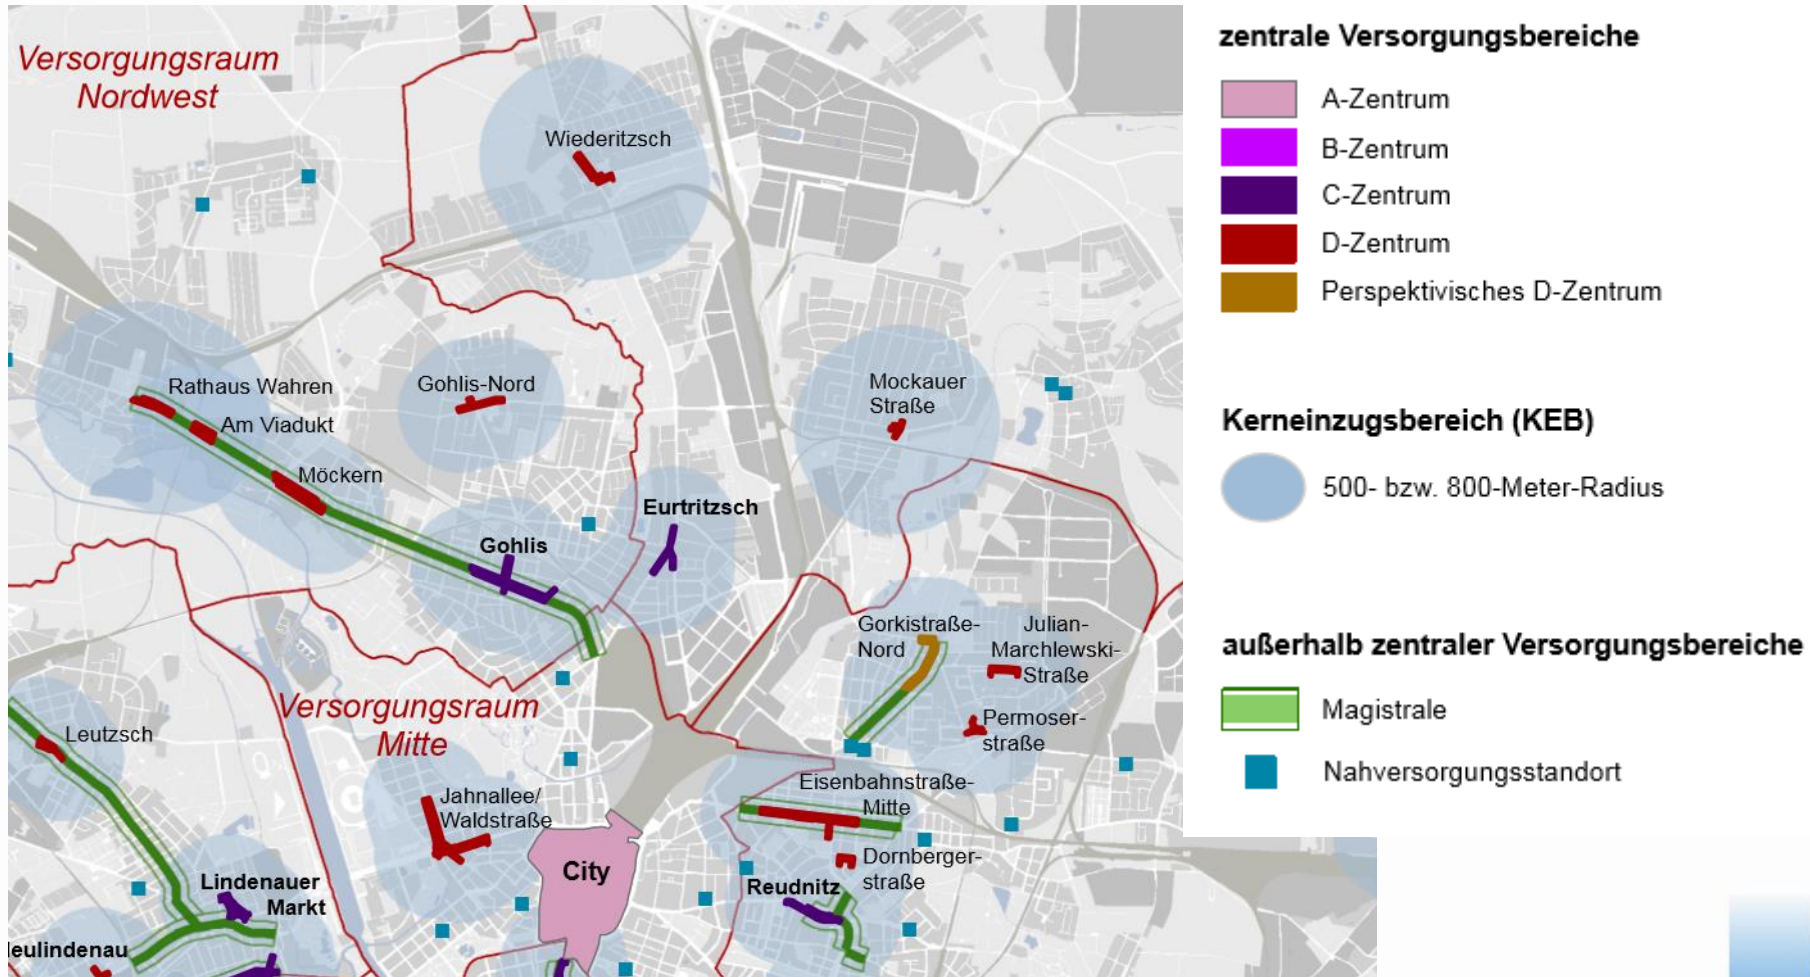 Versorgungsraum
Nordwest
Wiederitzsch
Rathaus Wahren
Am Viadukt
Möckern
Gohlis-Nord
Mockauer
Straße
Eurtritzsch
Gohlis
Gorkistraße-
Nord
Julian-
Marchlewski-
Straße
Permoser-
straße
Versorgungsraum
Mitte
Leutzsch
Jahnallee/
Waldstraße
Eisenbahnstraße-
Mitte
Dornberger-
straße
City
Reudnitz
Lindenauer
Markt
eulindenau
zentrale Versorgungsbereiche
A-Zentrum
B-Zentrum
C-Zentrum
D-Zentrum
Perspektivisches D-Zentrum
Kerneinzugsbereich (KEB)
500- bzw. 800-Meter-Radius
außerhalb zentraler Versorgungsbereiche
Magistrale
Nahversorgungsstandort